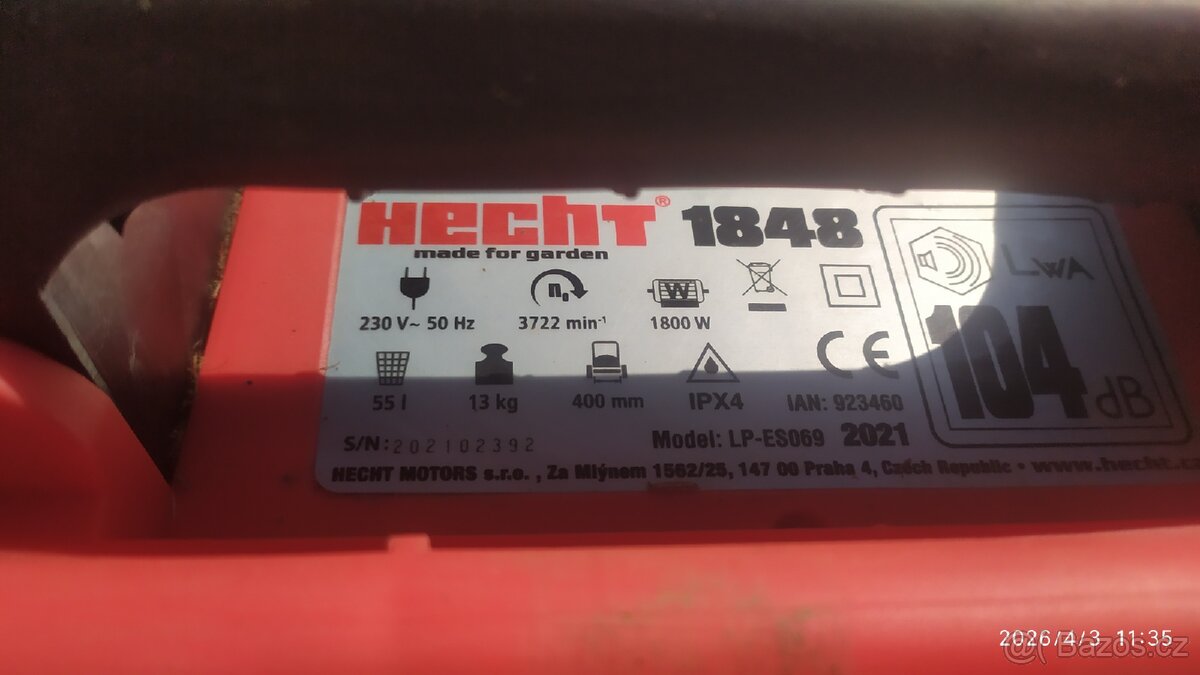 HECHT® 1848
made for garden
LWA
104 dB
n₀
W
230 V~ 50 Hz 3722 min⁻¹ 1800 W
CE
55 l 13 kg 400 mm IPX4 IAN: 923460
S/N: 202102392 Model: LP-ES069 2021
HECHT MOTORS s.r.o. , Za Mlýnem 1562/25, 147 00 Praha 4, Czech Republic • www.hecht.c
2026/4/3 11:35
@ Bazos.cz